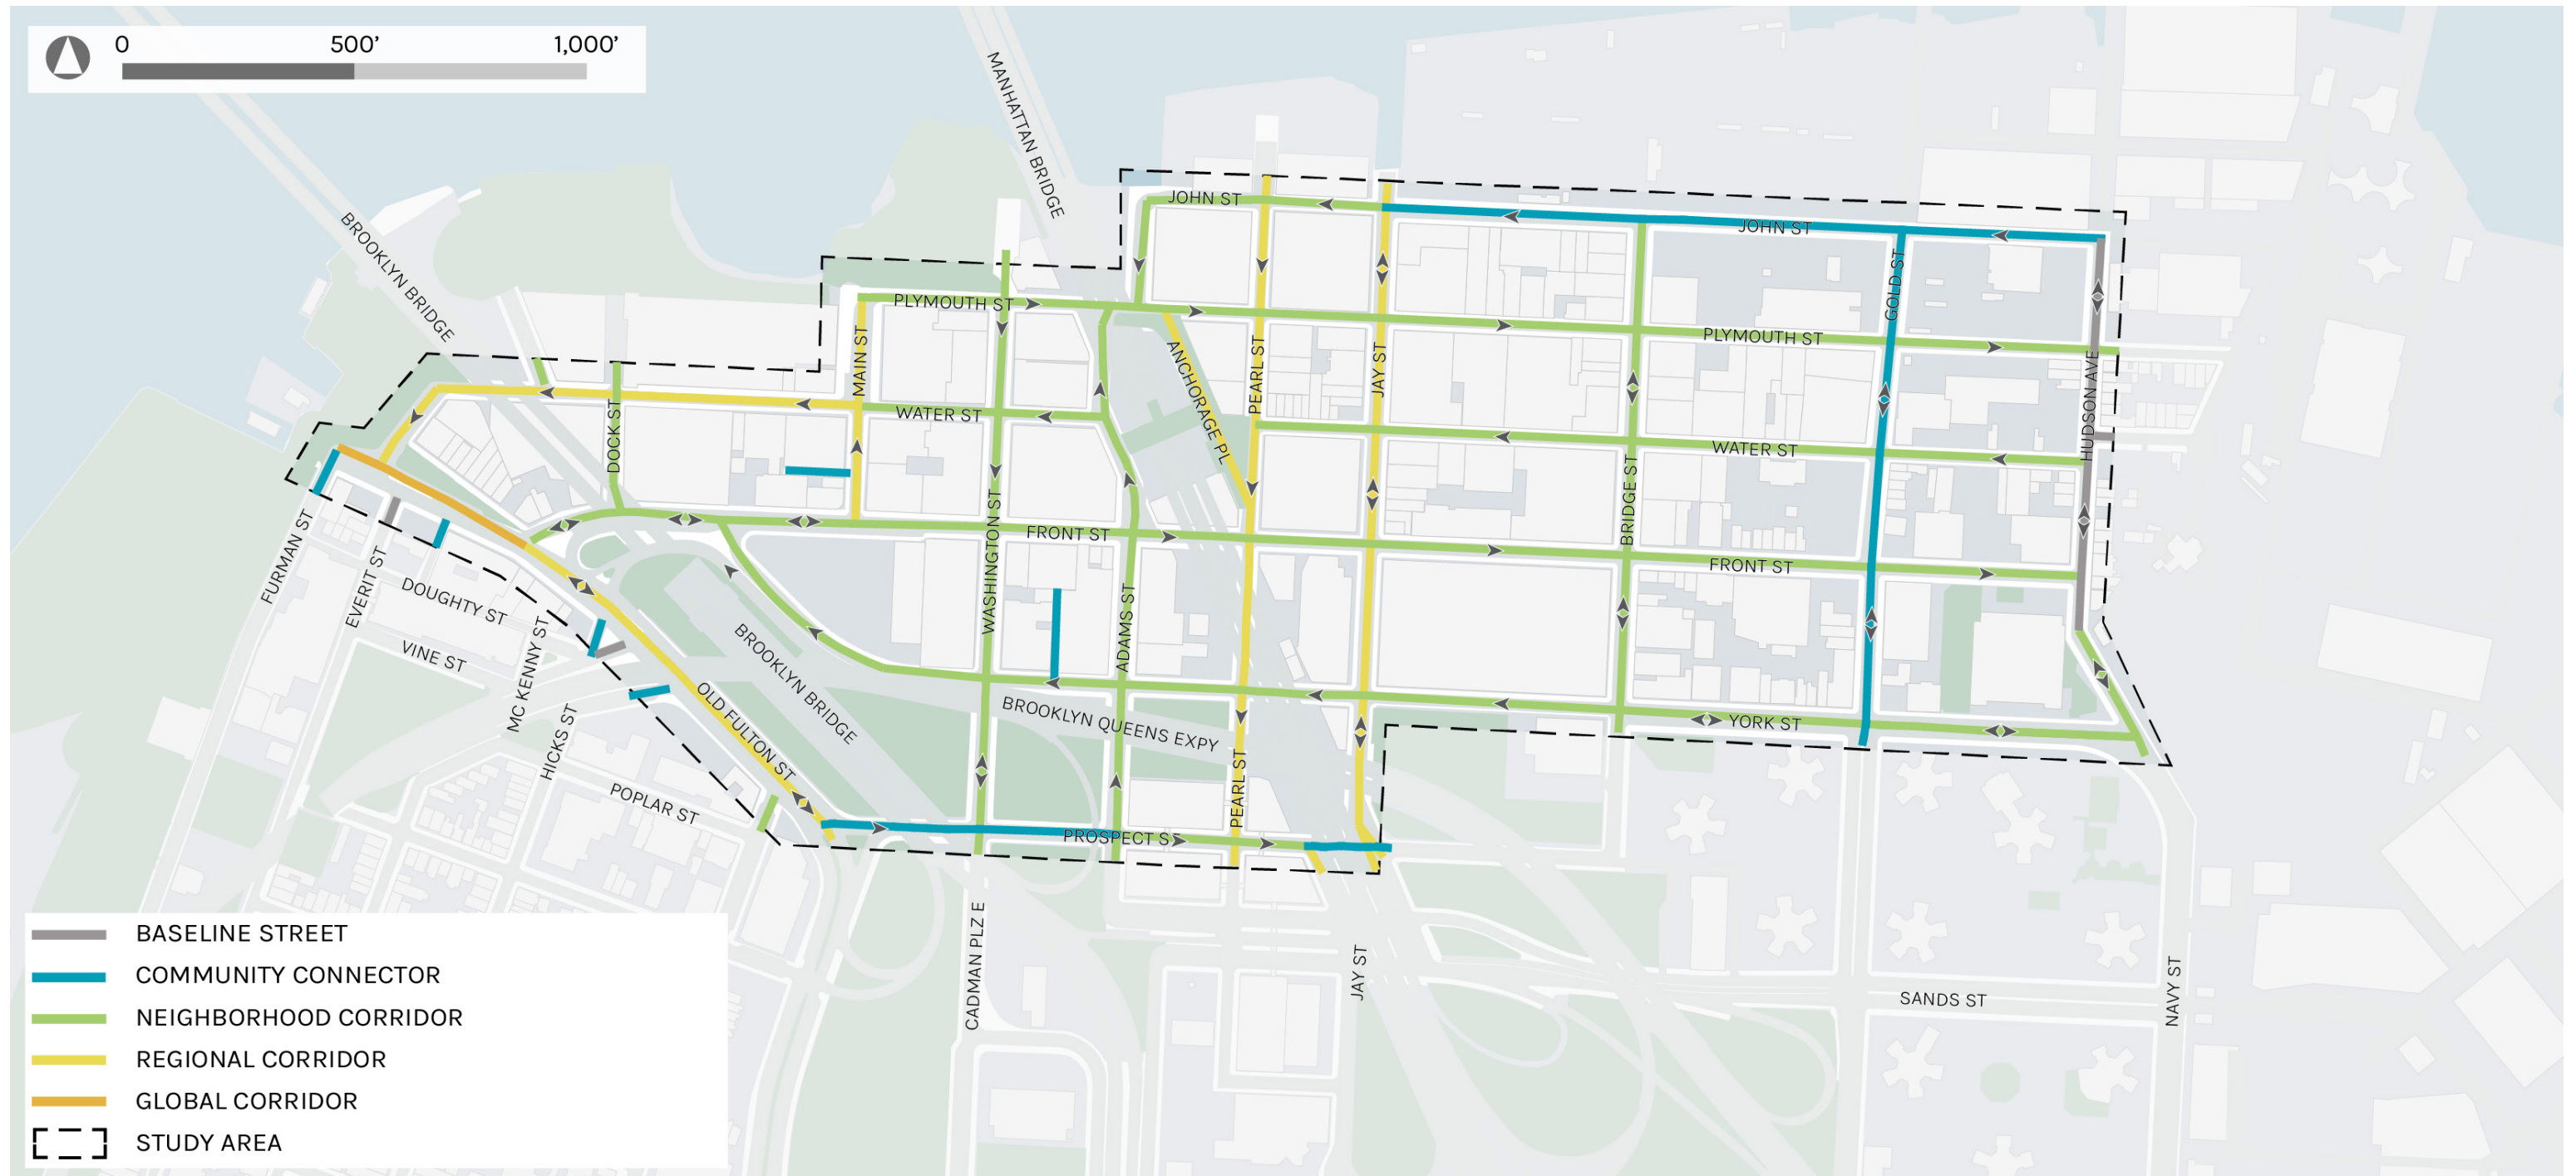 0 500' 1,000'
MANHATTAN BRIDGE
BROOKLYN BRIDGE
JOHN ST
JOHN ST
GOLD ST
PLYMOUTH ST
PLYMOUTH ST
MAIN ST
ANCHORAGE PL
PEARL ST
JAY ST
HUDSON AVE
DOCK ST
WATER ST
WATER ST
BRIDGE ST
WASHINGTON ST
FRONT ST
FRONT ST
FURMAN ST
EVERIT ST
DOUGHTY ST
VINE ST
MC KENNY ST
HICKS ST
ADAMS ST
BROOKLYN BRIDGE
OLD FULTON ST
BROOKLYN QUEENS EXPY
YORK ST
PEARL ST
POPLAR ST
PROSPECT ST
CADMAN PLZ E
JAY ST
SANDS ST
NAVY ST
BASELINE STREET
COMMUNITY CONNECTOR
NEIGHBORHOOD CORRIDOR
REGIONAL CORRIDOR
GLOBAL CORRIDOR
STUDY AREA